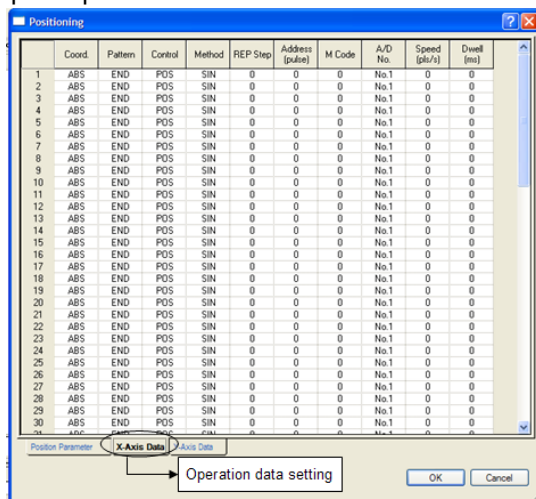 Positioning
Coord. Pattern Control Method REP Step Address (pulse) M Code A/D No. Speed (pls/s) Dwell (ms)
1 ABS END POS SIN 0 0 0 No.1 0 0
2 ABS END POS SIN 0 0 0 No.1 0 0
3 ABS END POS SIN 0 0 0 No.1 0 0
4 ABS END POS SIN 0 0 0 No.1 0 0
5 ABS END POS SIN 0 0 0 No.1 0 0
6 ABS END POS SIN 0 0 0 No.1 0 0
7 ABS END POS SIN 0 0 0 No.1 0 0
8 ABS END POS SIN 0 0 0 No.1 0 0
9 ABS END POS SIN 0 0 0 No.1 0 0
10 ABS END POS SIN 0 0 0 No.1 0 0
11 ABS END POS SIN 0 0 0 No.1 0 0
12 ABS END POS SIN 0 0 0 No.1 0 0
13 ABS END POS SIN 0 0 0 No.1 0 0
14 ABS END POS SIN 0 0 0 No.1 0 0
15 ABS END POS SIN 0 0 0 No.1 0 0
16 ABS END POS SIN 0 0 0 No.1 0 0
17 ABS END POS SIN 0 0 0 No.1 0 0
18 ABS END POS SIN 0 0 0 No.1 0 0
19 ABS END POS SIN 0 0 0 No.1 0 0
20 ABS END POS SIN 0 0 0 No.1 0 0
21 ABS END POS SIN 0 0 0 No.1 0 0
22 ABS END POS SIN 0 0 0 No.1 0 0
23 ABS END POS SIN 0 0 0 No.1 0 0
24 ABS END POS SIN 0 0 0 No.1 0 0
25 ABS END POS SIN 0 0 0 No.1 0 0
26 ABS END POS SIN 0 0 0 No.1 0 0
27 ABS END POS SIN 0 0 0 No.1 0 0
28 ABS END POS SIN 0 0 0 No.1 0 0
29 ABS END POS SIN 0 0 0 No.1 0 0
30 ABS END POS SIN 0 0 0 No.1 0 0
Position Parameter X-Axis Data Axis Data
Operation data setting
OK Cancel